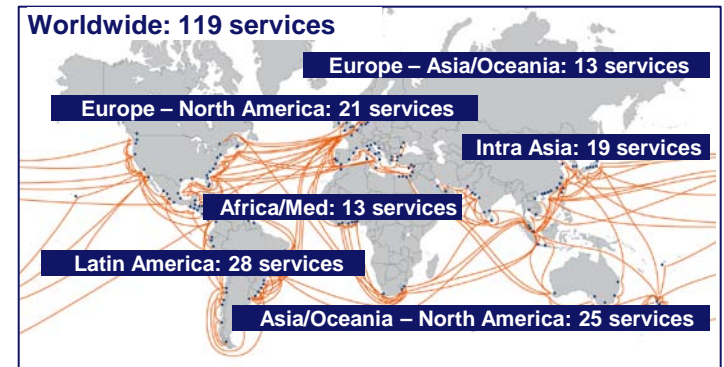 Worldwide: 119 services
Europe – Asia/Oceania: 13 services
Europe – North America: 21 services
Intra Asia: 19 services
Africa/Med: 13 services
Latin America: 28 services
Asia/Oceania – North America: 25 services